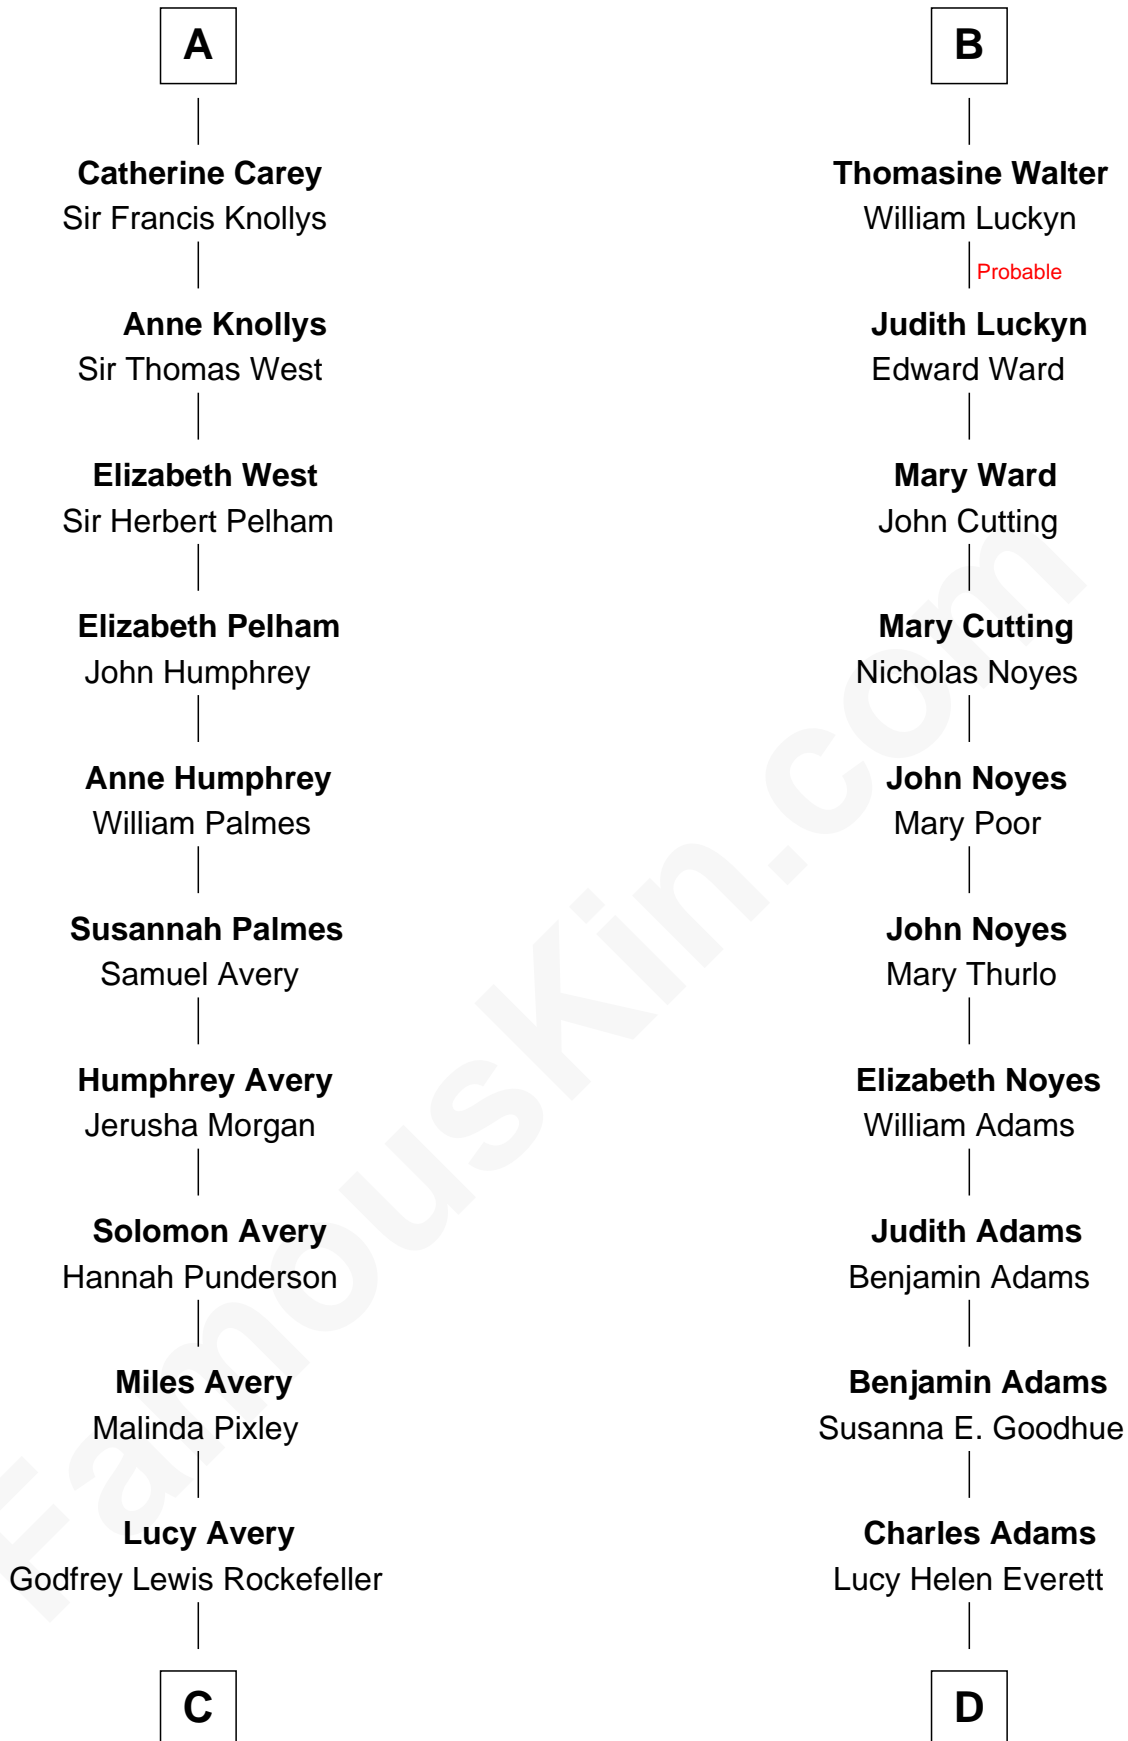 A
Catherine Carey
Sir Francis Knollys
Anne Knollys
Sir Thomas West
Elizabeth West
Sir Herbert Pelham
Elizabeth Pelham
John Humphrey
Anne Humphrey
William Palmes
Susannah Palmes
Samuel Avery
Humphrey Avery
Jerusha Morgan
Solomon Avery
Hannah Punderson
Miles Avery
Malinda Pixley
Lucy Avery
Godfrey Lewis Rockefeller
C
B
Thomasine Walter
William Luckyn
Probable
Judith Luckyn
Edward Ward
Mary Ward
John Cutting
Mary Cutting
Nicholas Noyes
John Noyes
Mary Poor
John Noyes
Mary Thurlo
Elizabeth Noyes
William Adams
Judith Adams
Benjamin Adams
Benjamin Adams
Susanna E. Goodhue
Charles Adams
Lucy Helen Everett
D
FamousKin.com